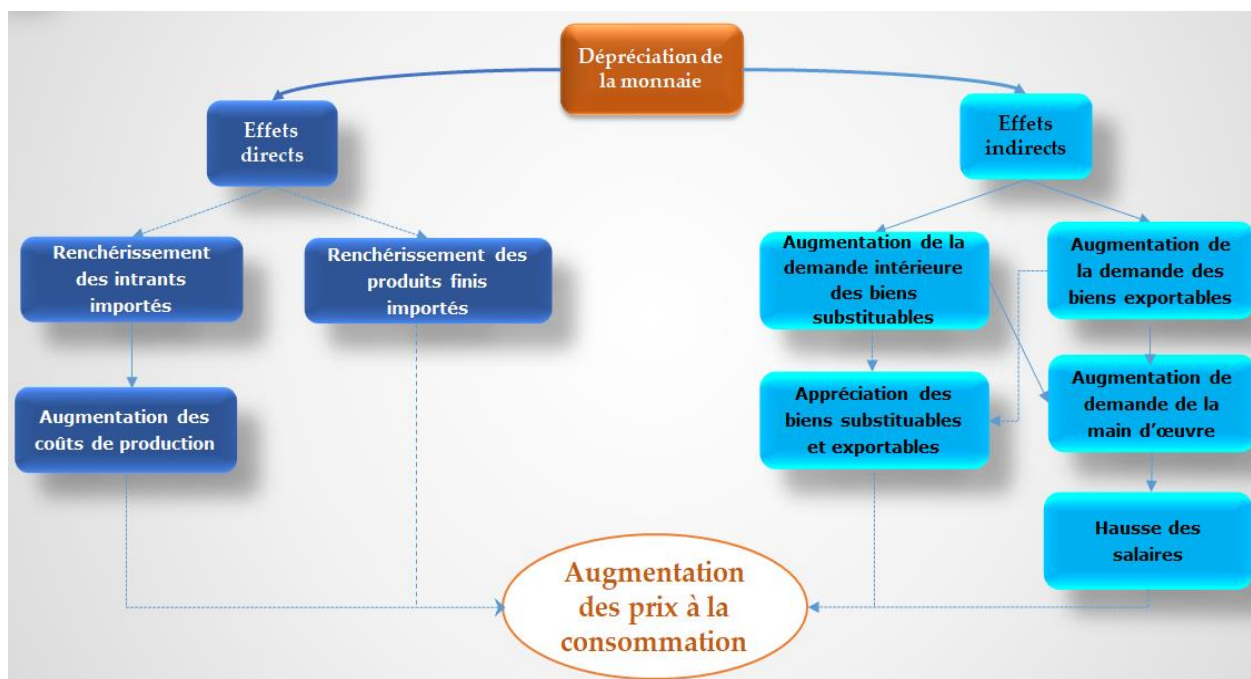 Dépréciation de
la monnaie
Effets
directs
Effets
indirects
Renchérissement
des intrants
importés
Renchérissement des
produits finis
importés
Augmentation de la
demande intérieure
des biens
substituables
Augmentation de
la demande des
biens exportables
Augmentation des
coûts de production
Appréciation des
biens substituables
et exportables
Augmentation de
demande de la
main d'œuvre
Hausse des
salaires
Augmentation
des prix à la
consommation